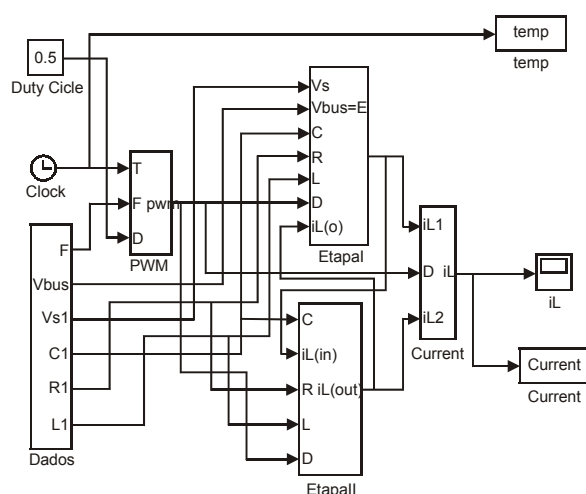 temp
temp
0.5
Duty Cicle
Vs
Vbus=E
C
R
L
D
iL(o)
EtapaI
Clock
T
F pwm
D
PWM
F
Vbus
Vs1
C1
R1
L1
Dados
iL1
D iL
iL2
Current
iL
Current
Current
C
iL(in)
R iL(out)
L
D
EtapaII